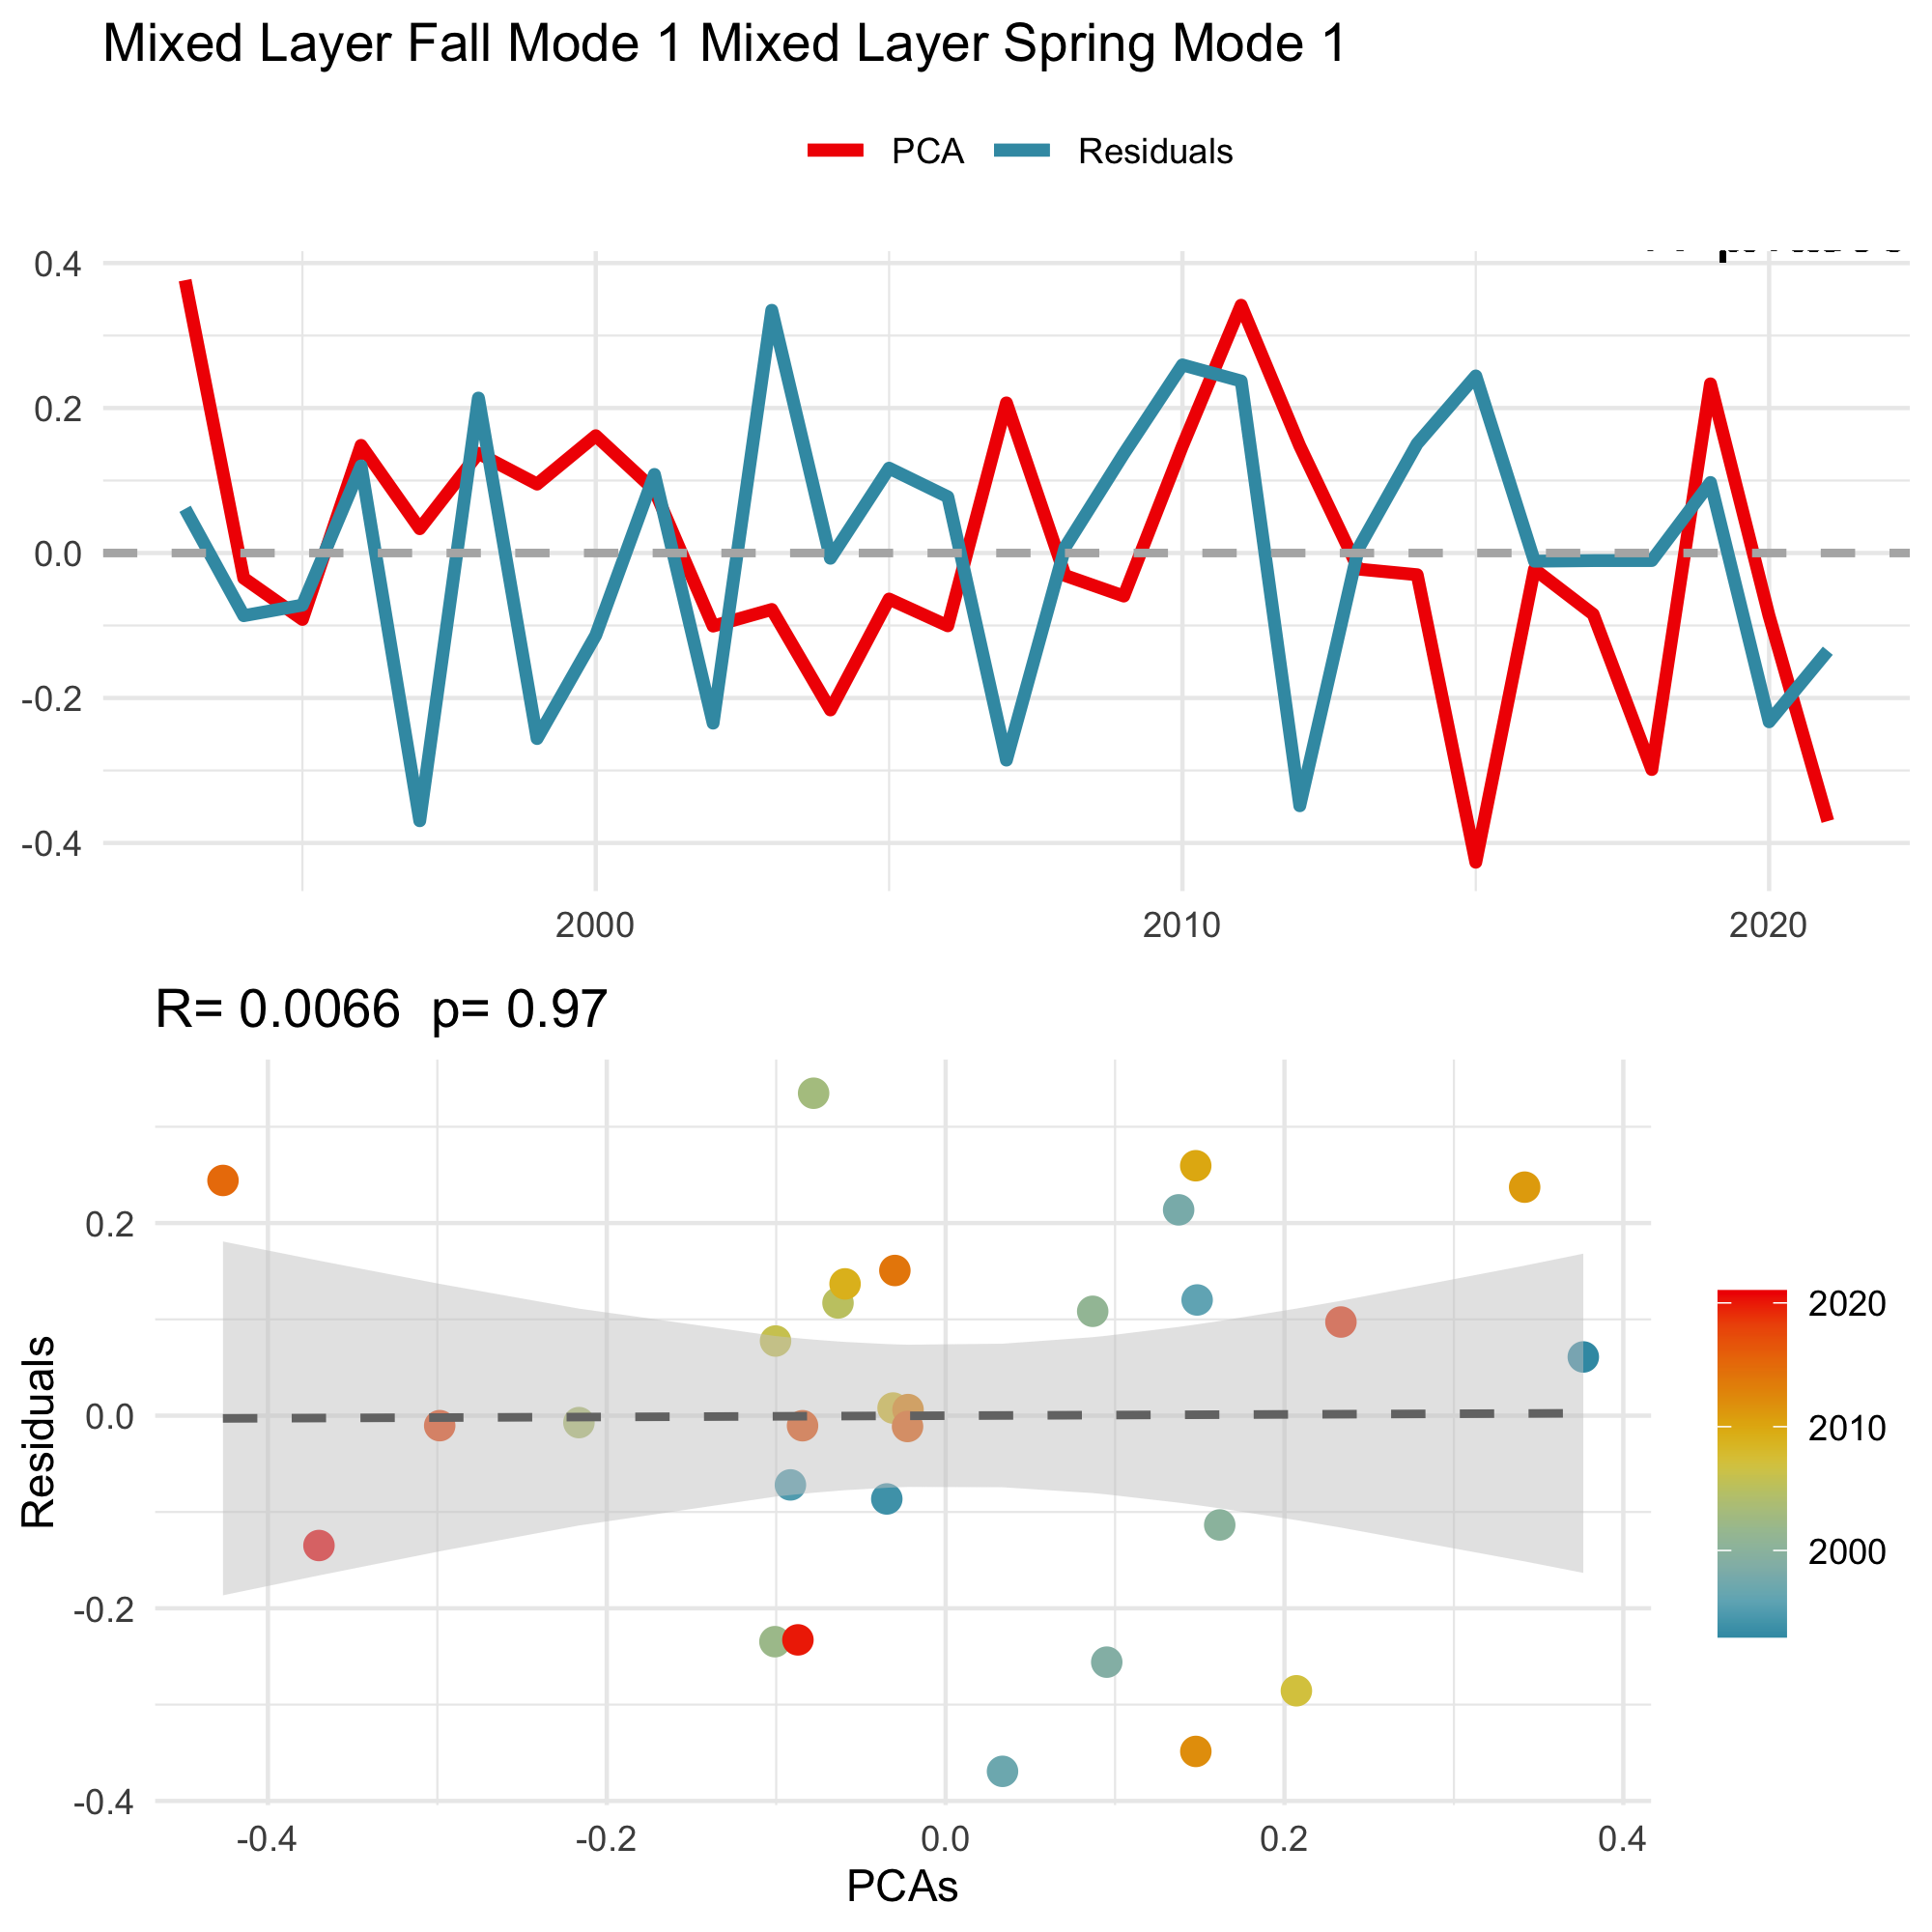 Mixed Layer Fall Mode 1 Mixed Layer Spring Mode 1
PCA Residuals
0.4
0.2
0.0
-0.2
-0.4
2000 2010 2020
R= 0.0066 p= 0.97
Residuals
0.2
0.0
-0.2
-0.4
-0.4 -0.2 0.0 0.2 0.4
PCAs
2020
2010
2000